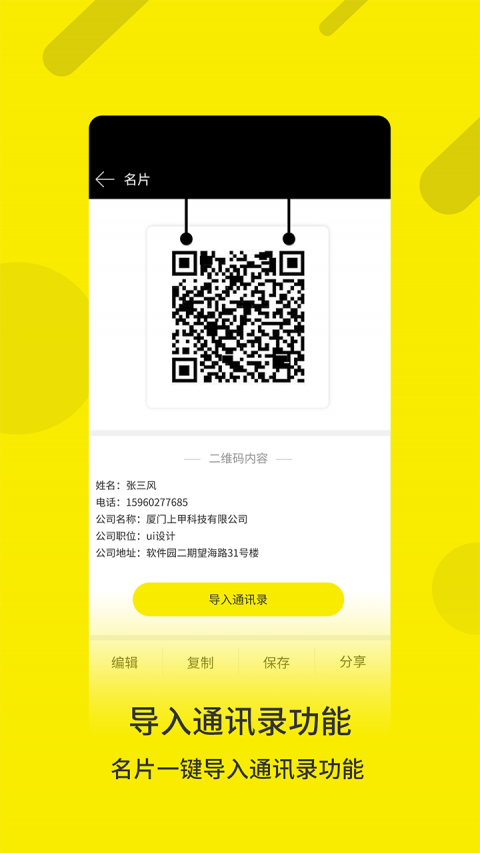 名片
二维码内容
姓名：张三风
电话：15960277685
公司名称：厦门上甲科技有限公司
公司职位：ui设计
公司地址：软件园二期望海路31号楼
导入通讯录
编辑 复制 保存 分享
导入通讯录功能
名片一键导入通讯录功能